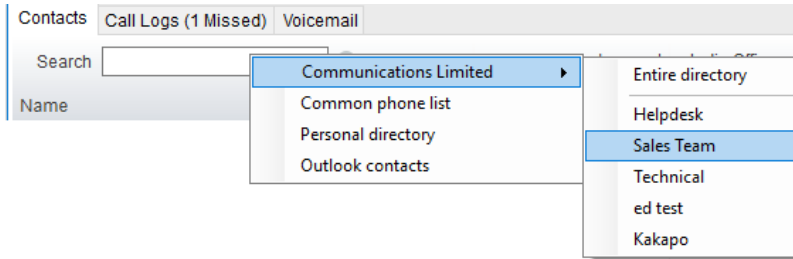 Contacts Call Logs (1 Missed) Voicemail
Search
Name
Communications Limited
Common phone list
Personal directory
Outlook contacts
Entire directory
Helpdesk
Sales Team
Technical
ed test
Kakapo